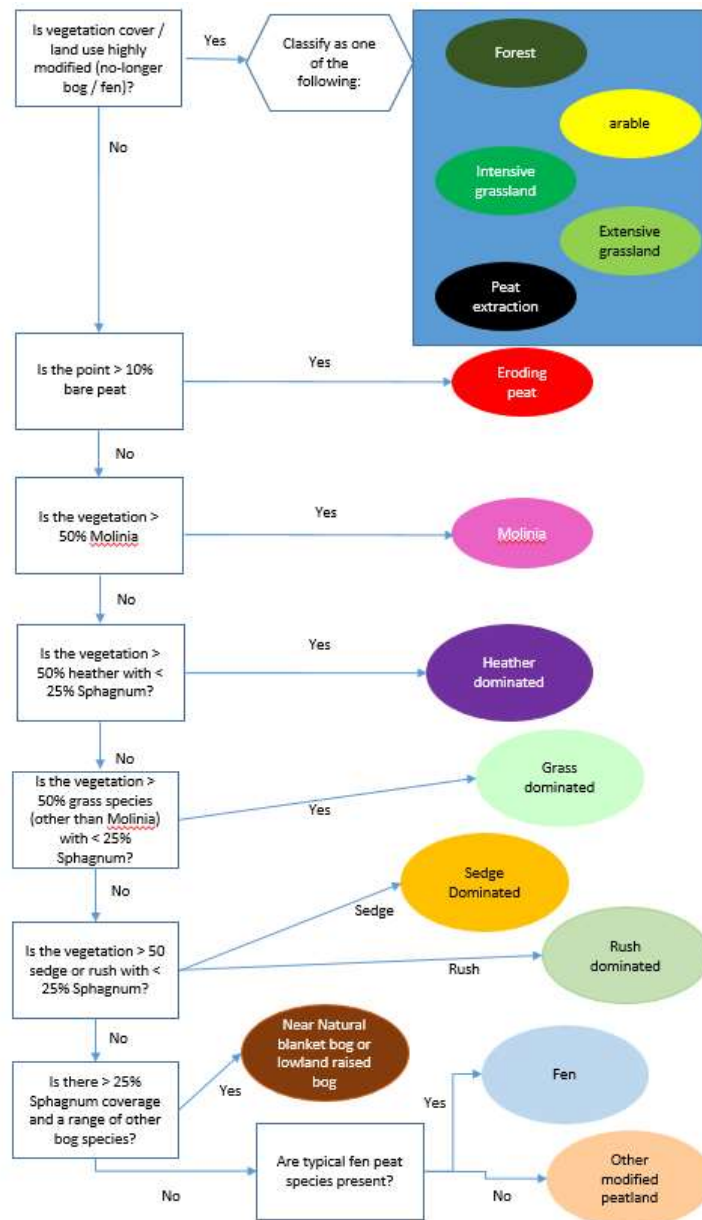 Is vegetation cover /
land use highly
modified (no-longer
bog / fen)?
Yes
Classify as one
of the
following:
Forest
arable
Intensive
grassland
Extensive
grassland
Peat
extraction
No
Is the point > 10%
bare peat
Yes
Eroding
peat
No
Is the vegetation >
50% Molinia
Yes
Molinia
No
Is the vegetation >
50% heather with <
25% Sphagnum?
Yes
Heather
dominated
No
Is the vegetation >
50% grass species
(other than Molinia)
with < 25%
Sphagnum?
Yes
Grass
dominated
No
Is the vegetation > 50
sedge or rush with <
25% Sphagnum?
Sedge
Sedge
Dominated
Rush
Rush
dominated
No
Is there > 25%
Sphagnum coverage
and a range of other
bog species?
Yes
Near Natural
blanket bog or
lowland raised
bog
No
Are typical fen peat
species present?
Yes
Fen
No
Other
modified
peatland